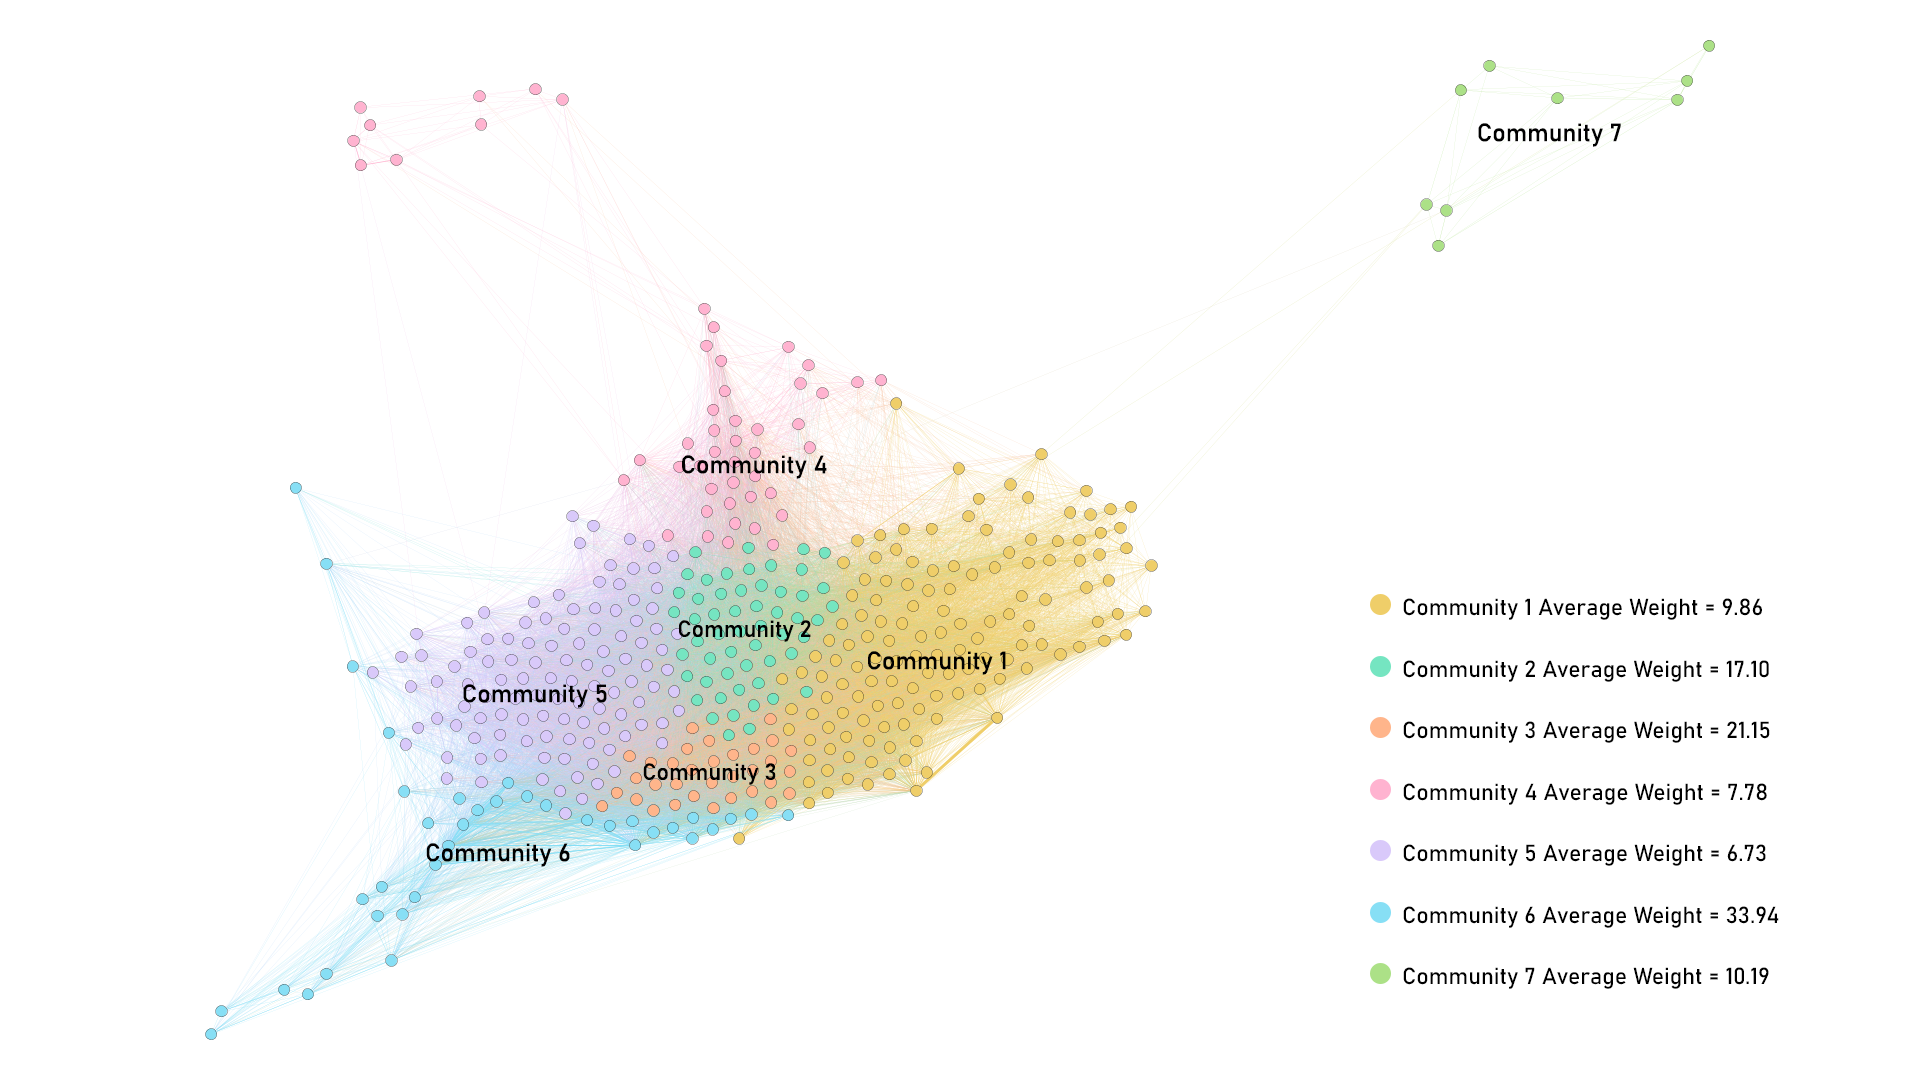 Community 7
Community 4
Community 2
Community 1
Community 5
Community 3
Community 6
Community 1 Average Weight = 9.86
Community 2 Average Weight = 17.10
Community 3 Average Weight = 21.15
Community 4 Average Weight = 7.78
Community 5 Average Weight = 6.73
Community 6 Average Weight = 33.94
Community 7 Average Weight = 10.19